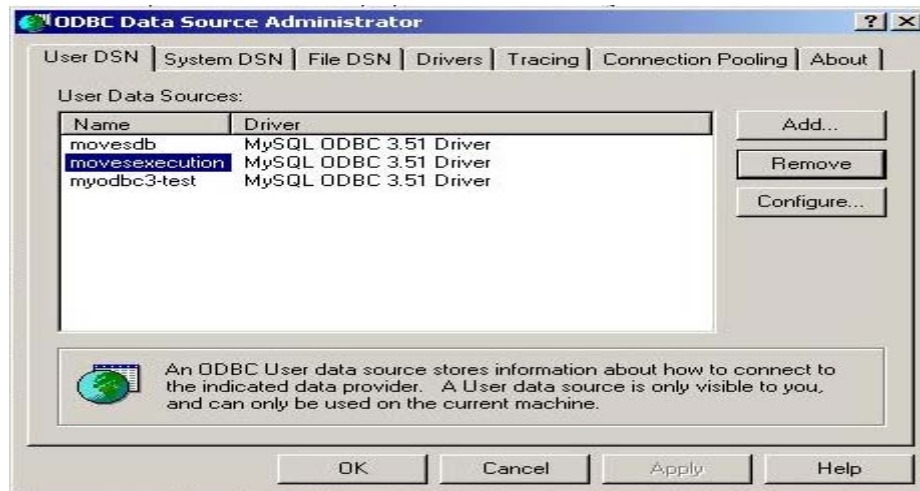 ODBC Data Source Administrator
User DSN System DSN File DSN Drivers Tracing Connection Pooling About
User Data Sources:
Name Driver
movesdb MySQL ODBC 3.51 Driver
movesexecution MySQL ODBC 3.51 Driver
myodbc3-test MySQL ODBC 3.51 Driver
Add...
Remove
Configure...
An ODBC User data source stores information about how to connect to
the indicated data provider. A User data source is only visible to you,
and can only be used on the current machine.
OK Cancel Apply Help